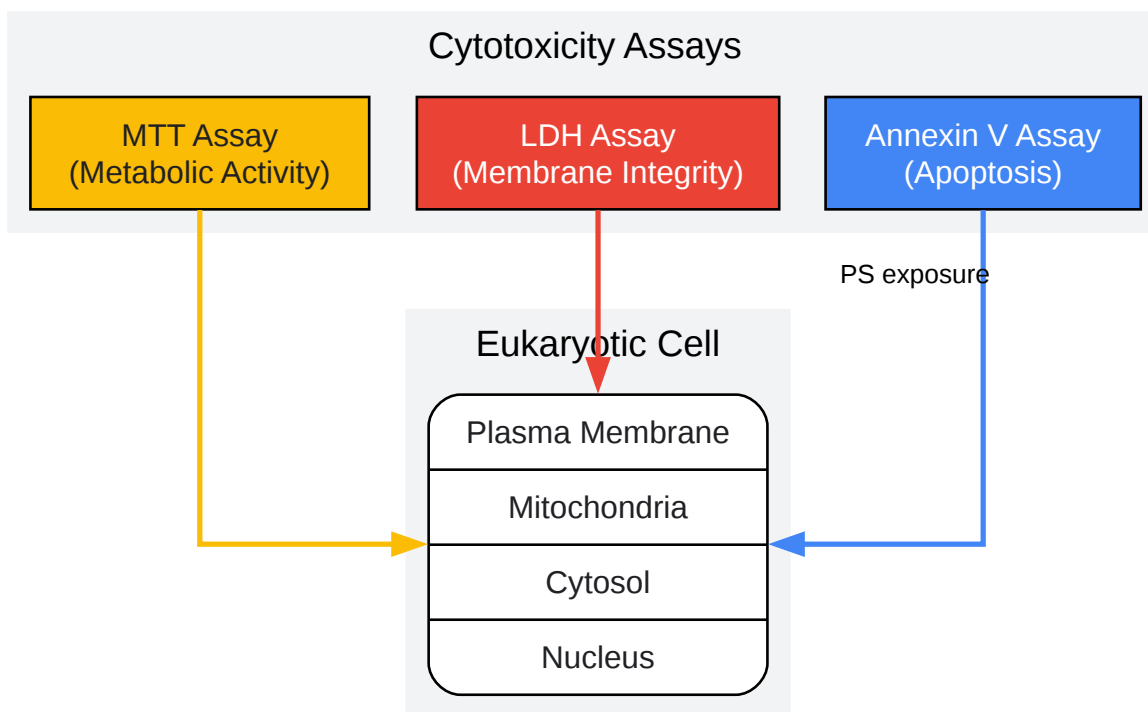 Cytotoxicity Assays
MTT Assay
(Metabolic Activity)
LDH Assay
(Membrane Integrity)
Annexin V Assay
(Apoptosis)
PS exposure
Eukaryotic Cell
Plasma Membrane
Mitochondria
Cytosol
Nucleus